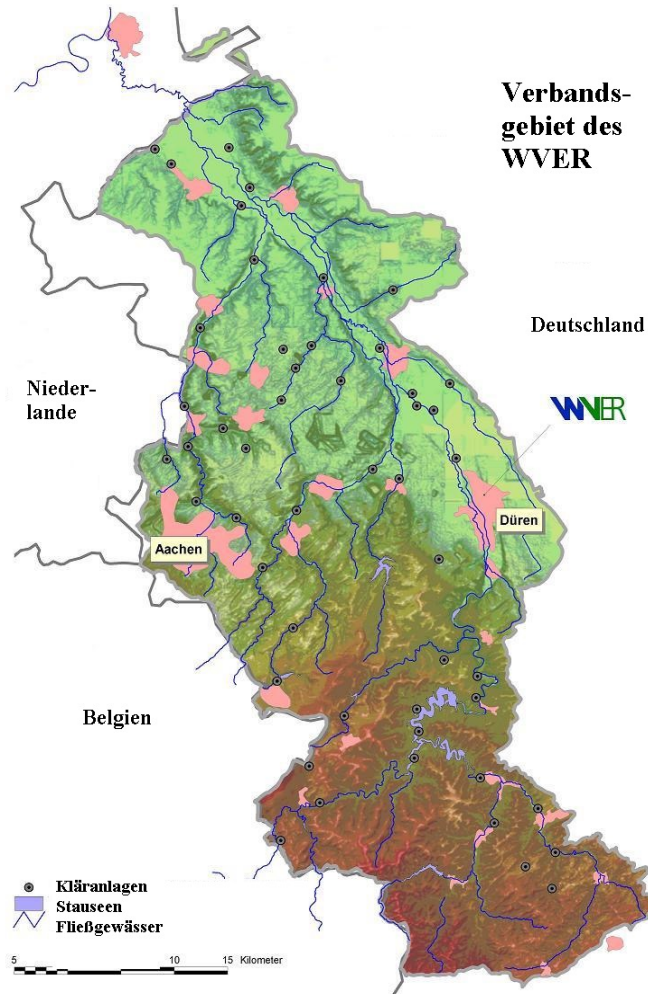 Verbands-
gebiet des
WVER
Deutschland
Nieder-
lande
WVER
Düren
Aachen
Belgien
Kläranlagen
Stauseen
Fließgewässer
5 10 15 Kilometer